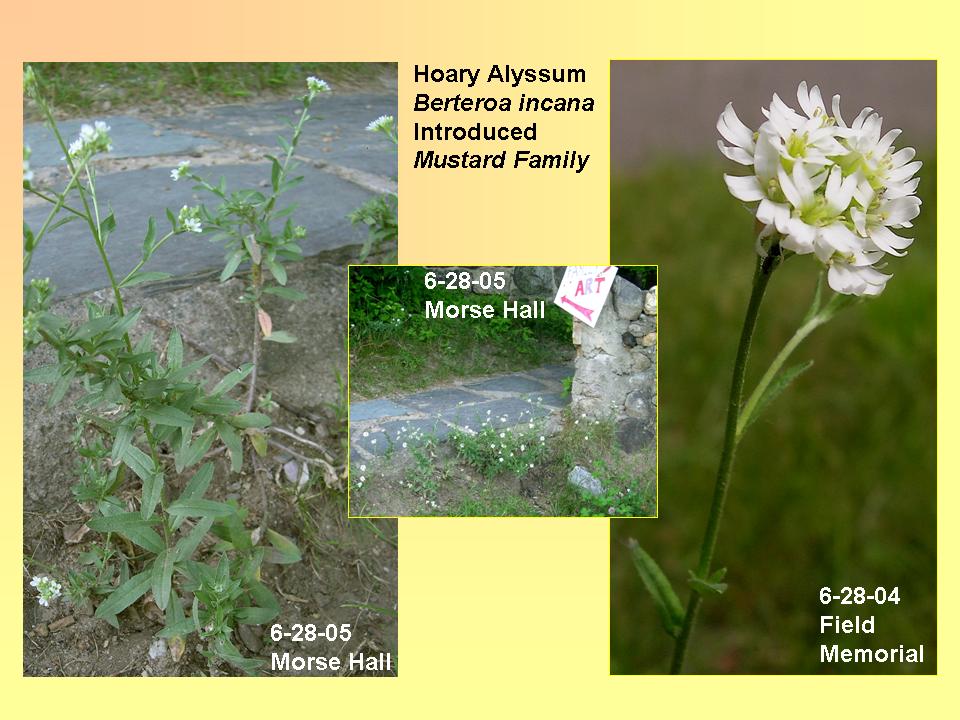 Hoary Alyssum
Berteroa incana
Introduced
Mustard Family
6-28-05
Morse Hall
ART
6-28-05
Morse Hall
6-28-04
Field
Memorial